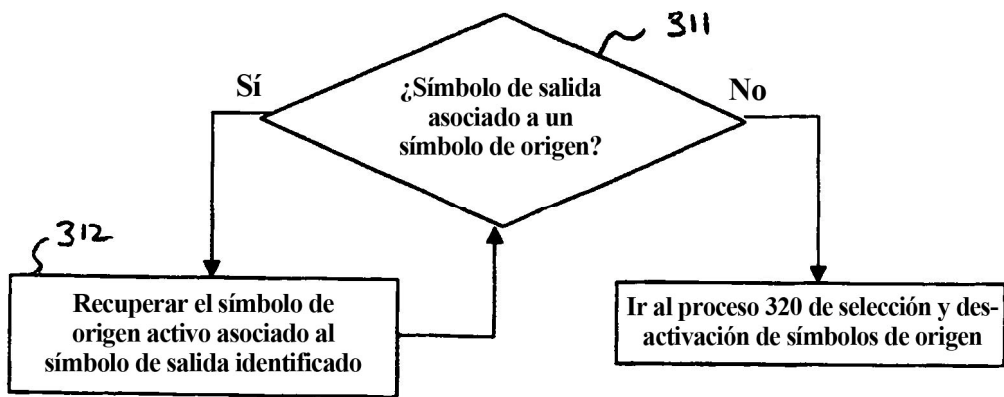 311
Sí
¿Símbolo de salida
asociado a un
símbolo de origen?
No
312
Recuperar el símbolo de
origen activo asociado al
símbolo de salida identificado
Ir al proceso 320 de selección y des-
activación de símbolos de origen